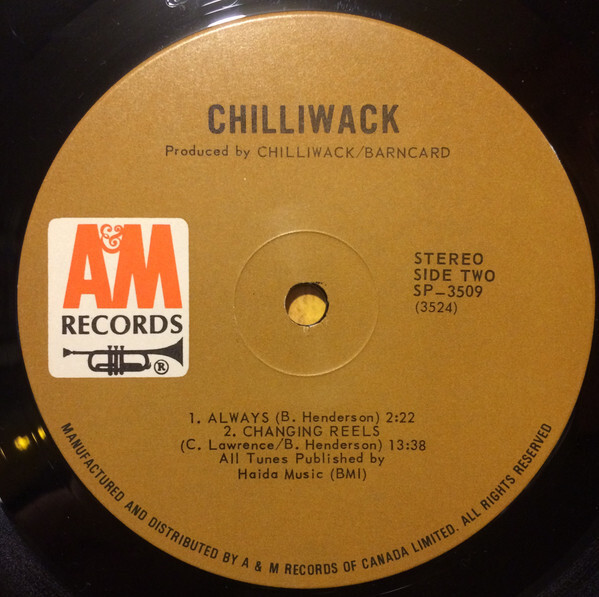 CHILLIWACK
Produced by CHILLIWACK/BARNCARD
A&M
RECORDS
®
STEREO
SIDE TWO
SP-3509
(3524)
1. ALWAYS (B. Henderson) 2:22
2. CHANGING REELS
(C. Lawrence/B. Henderson) 13:38
All Tunes Published by
Haida Music (BMI)
MANUFACTURED AND DISTRIBUTED BY A & M RECORDS OF CANADA LIMITED. ALL RIGHTS RESERVED